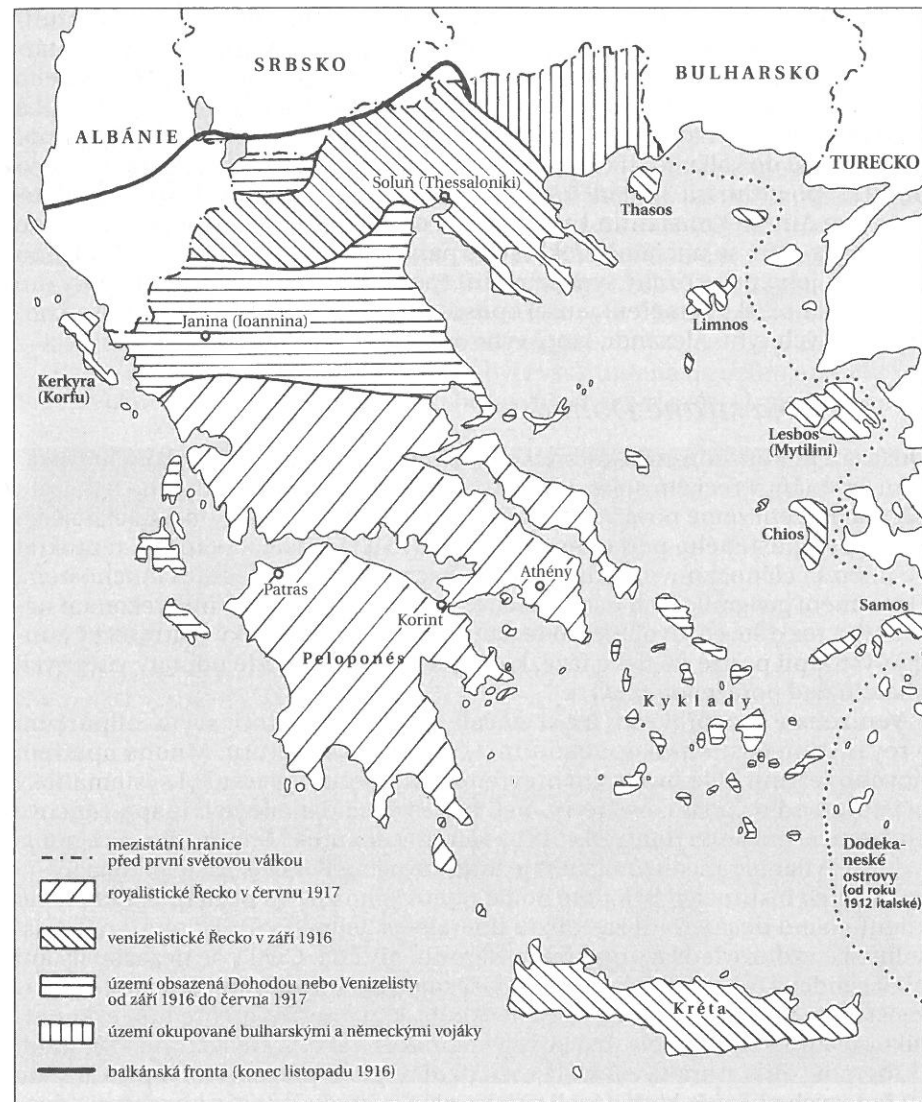 SRBSKO
BULHARSKO
ALBÁNIE
TURECKO
Soluň (Thessaloniki)
Thasos
Limnos
Janina (Ioannina)
Kerkyra
(Korfu)
Lesbos
(Mytilini)
Chios
Athény
Patras
Korint
Samos
Peloponés
Kyklady
Dodeka-
neské
ostrovy
(od roku
1912 italské)
Kréta
mezistátní hranice
před první světovou válkou
royalistické Řecko v červnu 1917
venizelistické Řecko v září 1916
území obsazená Dohodou nebo Venizelisty
od září 1916 do června 1917
území okupované bulharskými a německými vojáky
balkánská fronta (konec listopadu 1916)